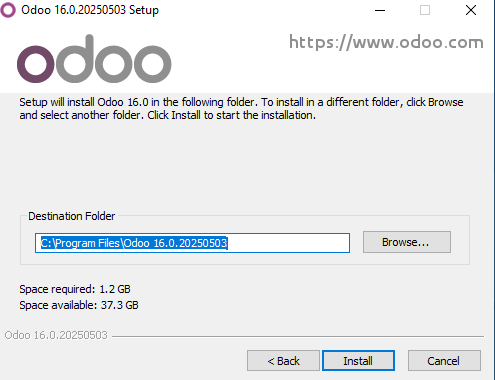 Odoo 16.0.20250503 Setup
odoo
https://www.odoo.com
Setup will install Odoo 16.0 in the following folder. To install in a different folder, click Browse
and select another folder. Click Install to start the installation.
Destination Folder
C:\Program Files\Odoo 16.0.20250503
Browse...
Space required: 1.2 GB
Space available: 37.3 GB
Odoo 16.0.20250503
< Back
Install
Cancel